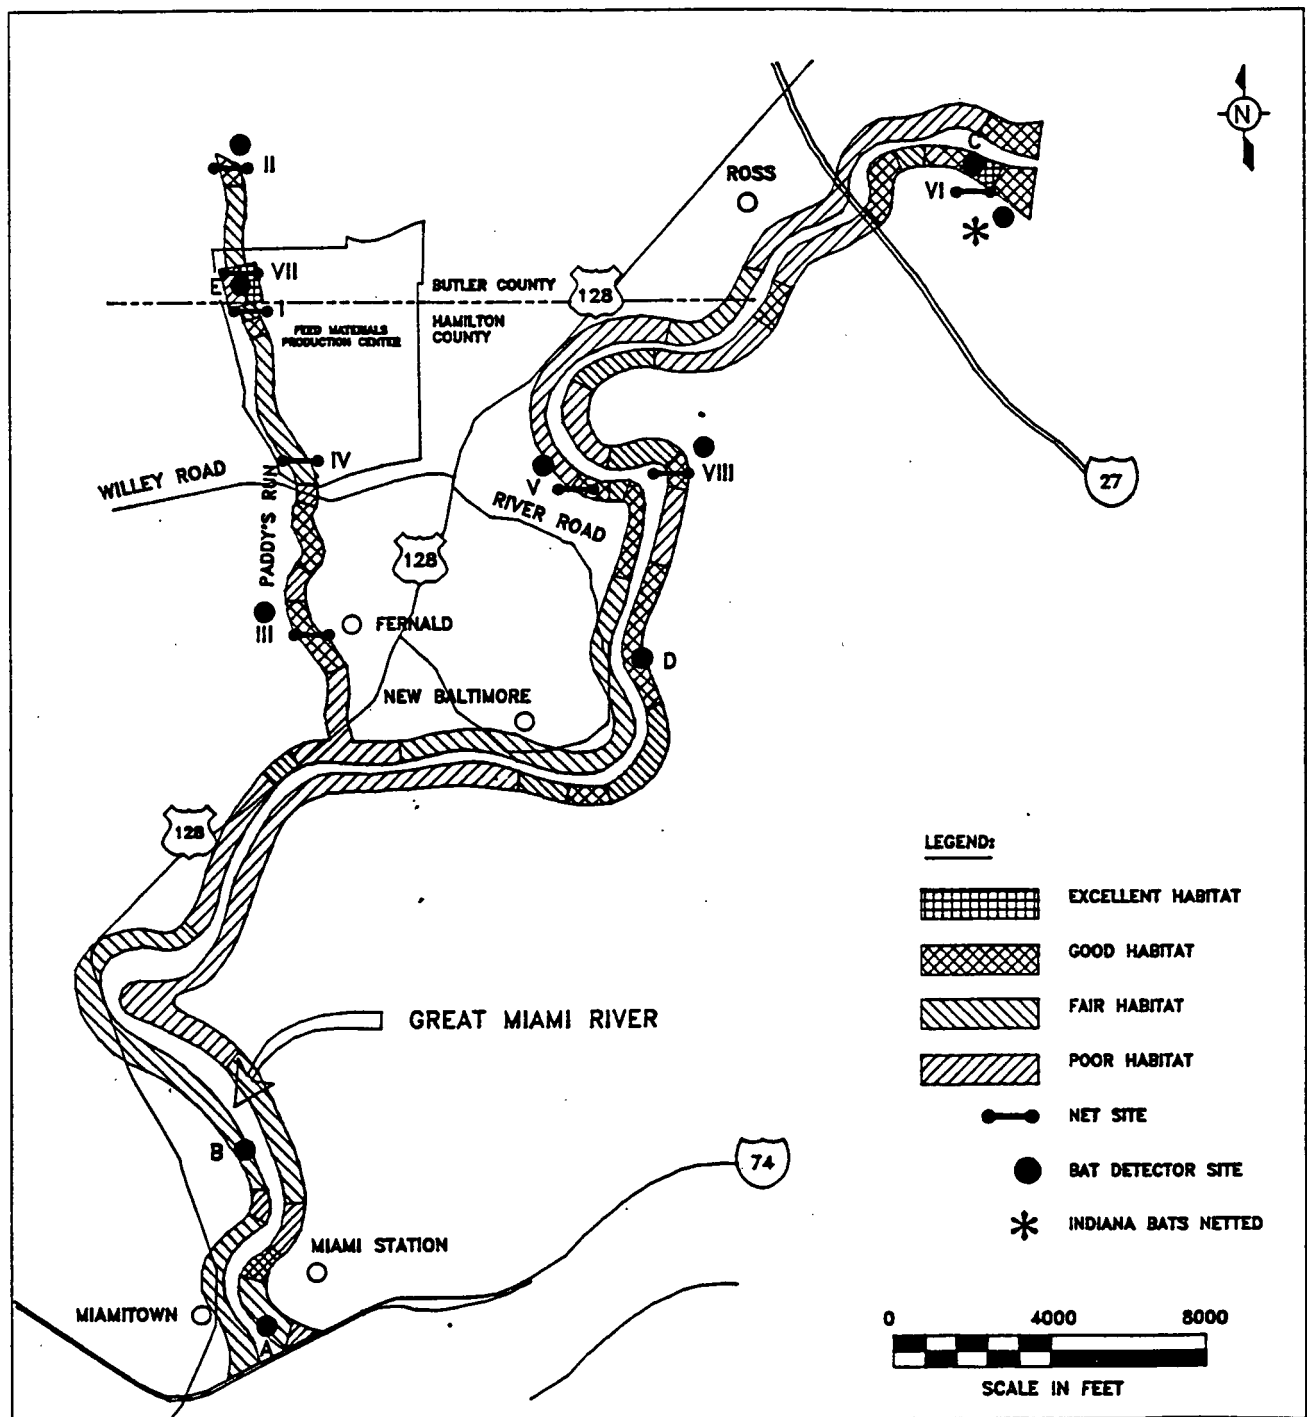 N
II
C
ROSS
VI
VII
E
I
BUTLER COUNTY
128
HAMILTON
COUNTY
FEED MATERIALS
PRODUCTION CENTER
IV
WILLEY ROAD
PADDY'S RUN
V
VIII
27
RIVER ROAD
128
III
FERNALD
D
NEW BALTIMORE
128
LEGEND:
EXCELLENT HABITAT
GOOD HABITAT
FAIR HABITAT
POOR HABITAT
NET SITE
BAT DETECTOR SITE
INDIANA BATS NETTED
GREAT MIAMI RIVER
B
74
MIAMI STATION
MIAMITOWN
A
0 4000 8000
SCALE IN FEET